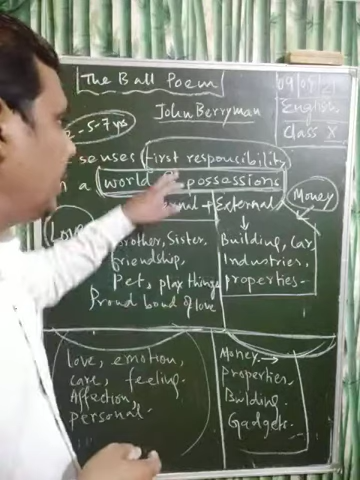 The Ball Poem
John Berryman
09/09/21
English
Class X
5-7 yrs
senses first responsibility
in a world of possessions
+ External
Money
Love
Brother, Sister,
friendship,
Pet, play things
Proud bond of love
Building, Car,
Industries,
properties.
Love, emotion,
care, feeling.
Affection,
personal.
Money →
Properties,
Building,
Gadgets.